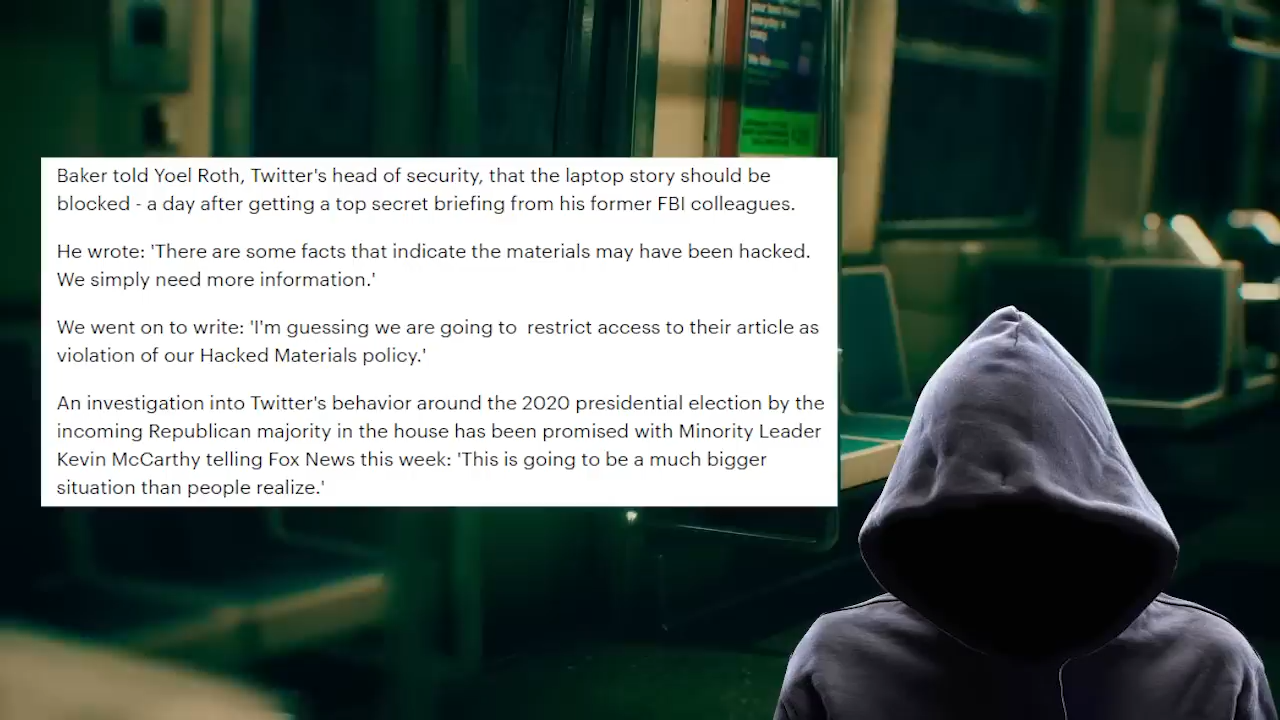 Baker told Yoel Roth, Twitter's head of security, that the laptop story should be
blocked - a day after getting a top secret briefing from his former FBI colleagues.
He wrote: 'There are some facts that indicate the materials may have been hacked.
We simply need more information.'
We went on to write: 'I'm guessing we are going to  restrict access to their article as
violation of our Hacked Materials policy.'
An investigation into Twitter's behavior around the 2020 presidential election by the
incoming Republican majority in the house has been promised with Minority Leader
Kevin McCarthy telling Fox News this week: 'This is going to be a much bigger
situation than people realize.'